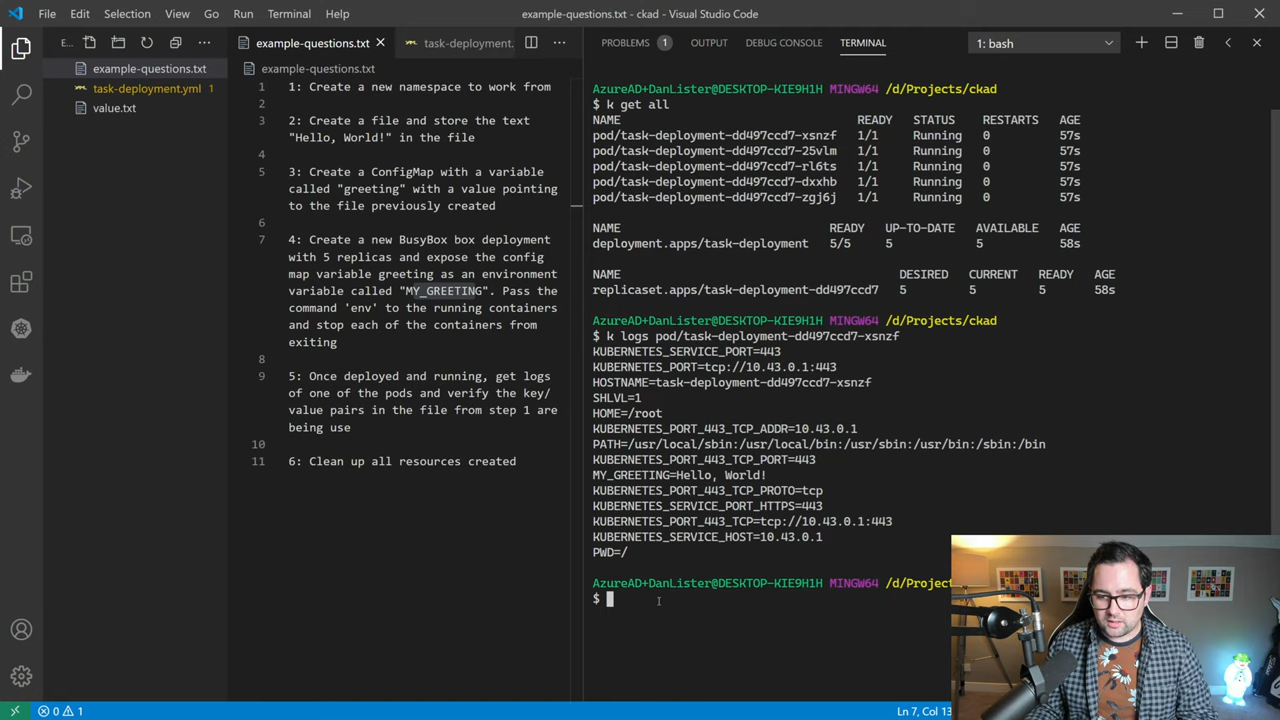 File Edit Selection View Go Run Terminal Help
example-questions.txt - ckad - Visual Studio Code
E...
example-questions.txt
task-deployment.yml 1
value.txt
example-questions.txt
task-deployment.
example-questions.txt
1 1: Create a new namespace to work from
2
3 2: Create a file and store the text
"Hello, World!" in the file
4
5 3: Create a ConfigMap with a variable
called "greeting" with a value pointing
to the file previously created
6
7 4: Create a new BusyBox box deployment
with 5 replicas and expose the config
map variable greeting as an environment
variable called "MY_GREETING". Pass the
command 'env' to the running containers
and stop each of the containers from
exiting
8
9 5: Once deployed and running, get logs
of one of the pods and verify the key/
value pairs in the file from step 1 are
being use
10
11 6: Clean up all resources created
PROBLEMS 1 OUTPUT DEBUG CONSOLE TERMINAL
1: bash
AzureAD+DanLister@DESKTOP-KIE9H1H MINGW64 /d/Projects/ckad
$ k get all
NAME READY STATUS RESTARTS AGE
pod/task-deployment-dd497ccd7-xsnzf 1/1 Running 0 57s
pod/task-deployment-dd497ccd7-25vlm 1/1 Running 0 57s
pod/task-deployment-dd497ccd7-rl6ts 1/1 Running 0 57s
pod/task-deployment-dd497ccd7-dxxhb 1/1 Running 0 57s
pod/task-deployment-dd497ccd7-zgj6j 1/1 Running 0 57s
NAME READY UP-TO-DATE AVAILABLE AGE
deployment.apps/task-deployment 5/5 5 5 58s
NAME DESIRED CURRENT READY AGE
replicaset.apps/task-deployment-dd497ccd7 5 5 5 58s
AzureAD+DanLister@DESKTOP-KIE9H1H MINGW64 /d/Projects/ckad
$ k logs pod/task-deployment-dd497ccd7-xsnzf
KUBERNETES_SERVICE_PORT=443
KUBERNETES_PORT=tcp://10.43.0.1:443
HOSTNAME=task-deployment-dd497ccd7-xsnzf
SHLVL=1
HOME=/root
KUBERNETES_PORT_443_TCP_ADDR=10.43.0.1
PATH=/usr/local/sbin:/usr/local/bin:/usr/sbin:/usr/bin:/sbin:/bin
KUBERNETES_PORT_443_TCP_PORT=443
MY_GREETING=Hello, World!
KUBERNETES_PORT_443_TCP_PROTO=tcp
KUBERNETES_SERVICE_PORT_HTTPS=443
KUBERNETES_PORT_443_TCP=tcp://10.43.0.1:443
KUBERNETES_SERVICE_HOST=10.43.0.1
PWD=/
AzureAD+DanLister@DESKTOP-KIE9H1H MINGW64 /d/Project
$
0 1
Ln 7, Col 13